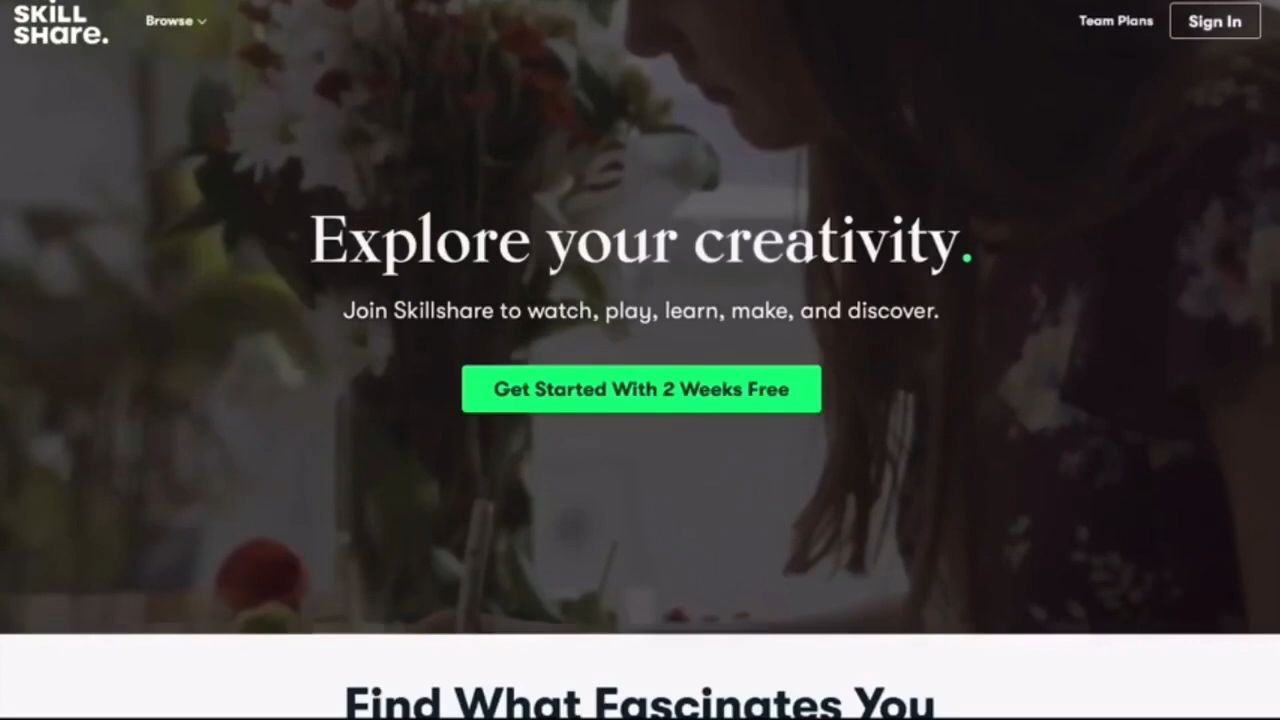 SKiLL
SHare.
Browse
Team Plans
Sign In
Explore your creativity.
Join Skillshare to watch, play, learn, make, and discover.
Get Started With 2 Weeks Free
Find What Fascinates You